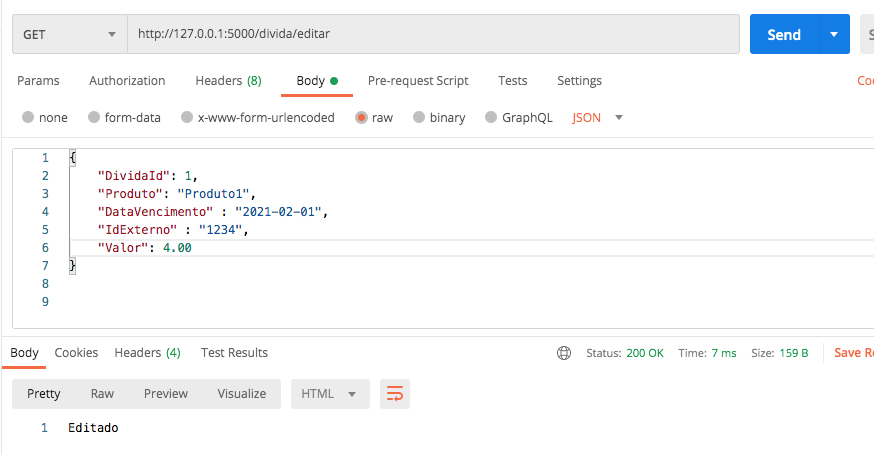 GET http://127.0.0.1:5000/divida/editar Send S
Params Authorization Headers (8) Body Pre-request Script Tests Settings Coo
none form-data x-www-form-urlencoded raw binary GraphQL JSON
1 {
2 "DividaId": 1,
3 "Produto": "Produto1",
4 "DataVencimento" : "2021-02-01",
5 "IdExterno" : "1234",
6 "Valor": 4.00
7 }
8
9
Body Cookies Headers (4) Test Results Status: 200 OK Time: 7 ms Size: 159 B Save Re
Pretty Raw Preview Visualize HTML
1 Editado